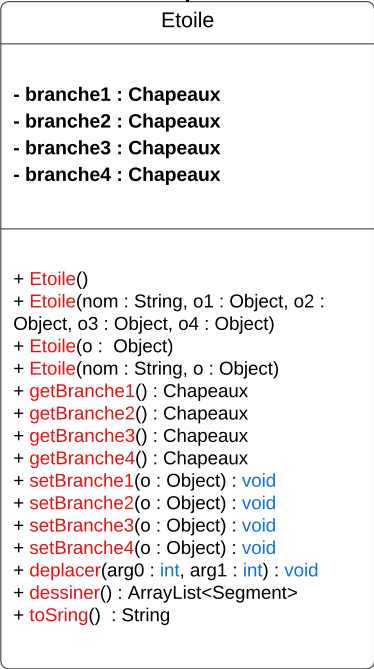 Etoile
- branche1 : Chapeaux
- branche2 : Chapeaux
- branche3 : Chapeaux
- branche4 : Chapeaux
+ Etoile()
+ Etoile(nom : String, o1 : Object, o2 :
Object, o3 : Object, o4 : Object)
+ Etoile(o : Object)
+ Etoile(nom : String, o : Object)
+ getBranche1() : Chapeaux
+ getBranche2() : Chapeaux
+ getBranche3() : Chapeaux
+ getBranche4() : Chapeaux
+ setBranche1(o : Object) : void
+ setBranche2(o : Object) : void
+ setBranche3(o : Object) : void
+ setBranche4(o : Object) : void
+ deplacer(arg0 : int, arg1 : int) : void
+ dessiner() : ArrayList<Segment>
+ toSring() : String